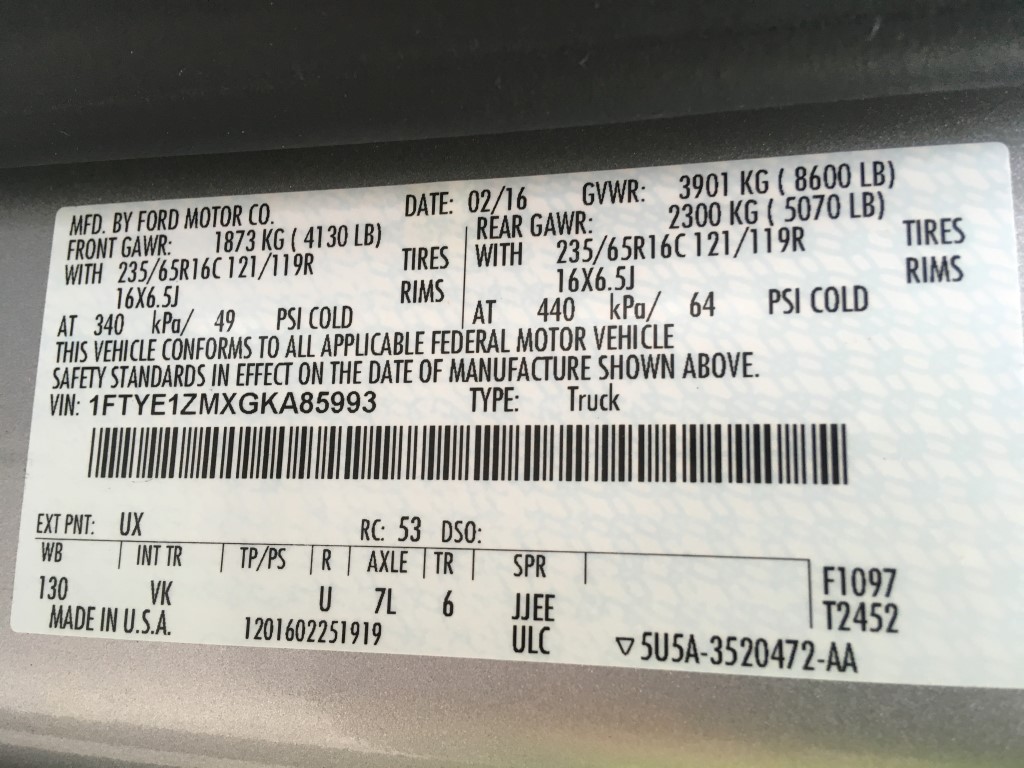 MFD. BY FORD MOTOR CO. DATE: 02/16 GVWR: 3901 KG ( 8600 LB)
FRONT GAWR: 1873 KG ( 4130 LB) REAR GAWR: 2300 KG ( 5070 LB)
WITH 235/65R16C 121/119R TIRES WITH 235/65R16C 121/119R TIRES
16X6.5J RIMS 16X6.5J RIMS
AT 340 kPa/ 49 PSI COLD AT 440 kPa/ 64 PSI COLD
THIS VEHICLE CONFORMS TO ALL APPLICABLE FEDERAL MOTOR VEHICLE
SAFETY STANDARDS IN EFFECT ON THE DATE OF MANUFACTURE SHOWN ABOVE.
VIN: 1FTYE1ZMXGKA85993 TYPE: Truck
EXT PNT: UX RC: 53 DSO:
WB INT TR TP/PS R AXLE TR SPR
130 VK U 7L 6 JJEE F1097
T2452
MADE IN U.S.A. 1201602251919 ULC ▽5U5A-3520472-AA